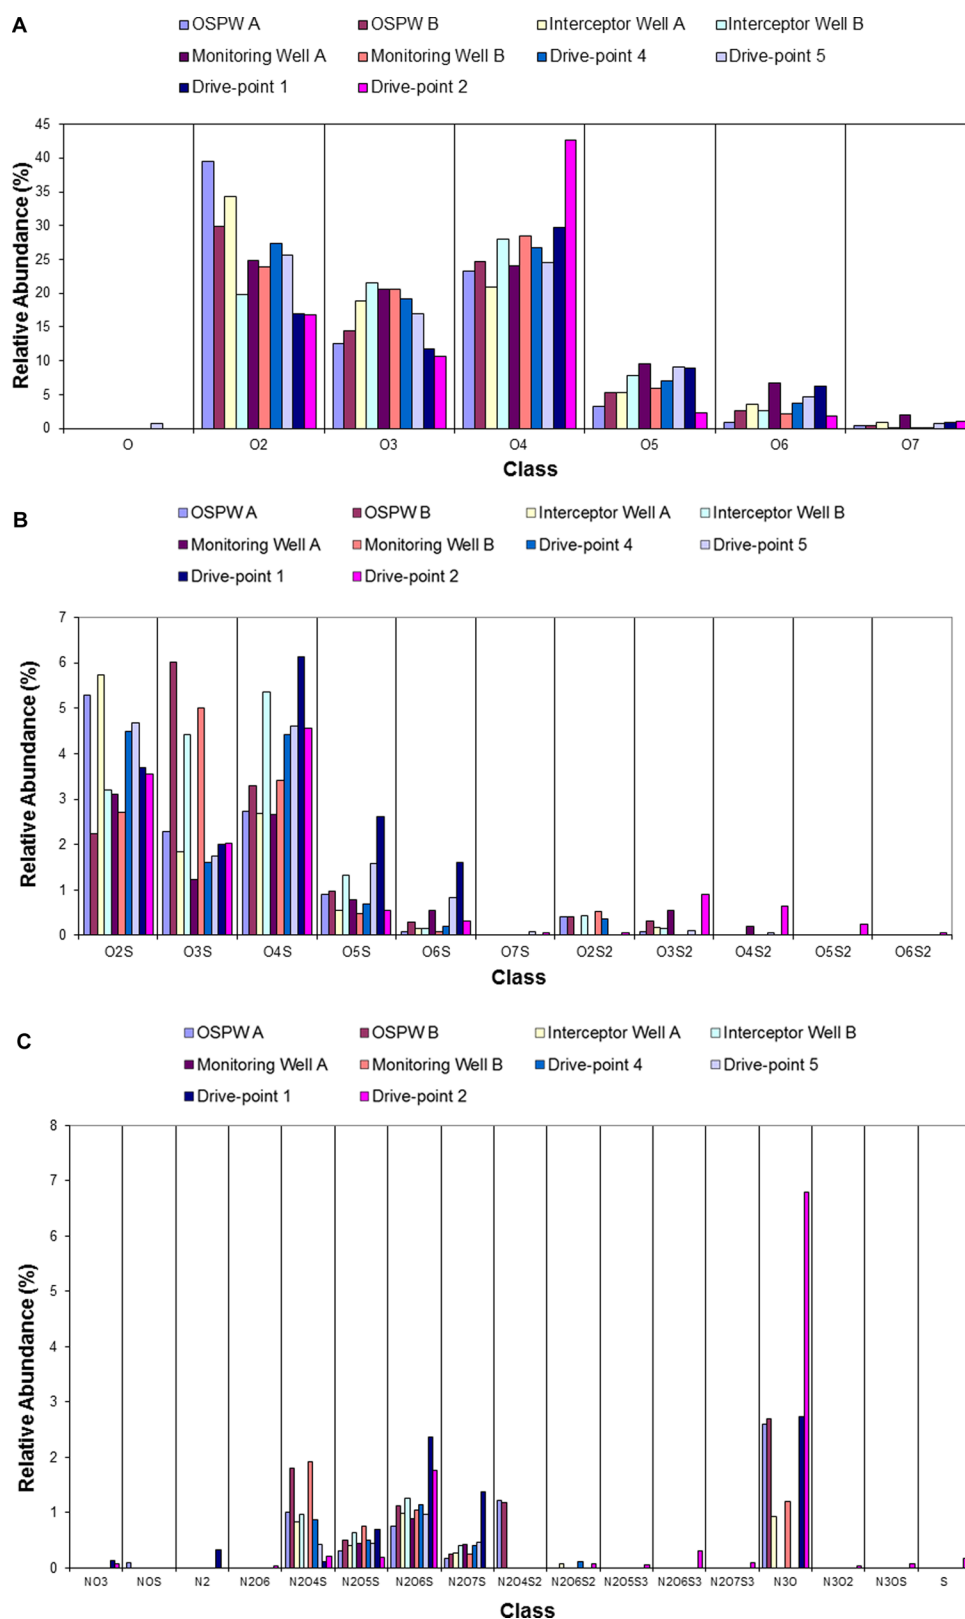 A
OSPW A OSPW B Interceptor Well A Interceptor Well B
Monitoring Well A Monitoring Well B Drive-point 4 Drive-point 5
Drive-point 1 Drive-point 2
45
40
35
30
25
20
15
10
5
0
Relative Abundance (%)
O O2 O3 O4 O5 O6 O7
Class
B
OSPW A OSPW B Interceptor Well A Interceptor Well B
Monitoring Well A Monitoring Well B Drive-point 4 Drive-point 5
Drive-point 1 Drive-point 2
7
6
5
4
3
2
1
0
Relative Abundance (%)
O2S O3S O4S O5S O6S O7S O2S2 O3S2 O4S2 O5S2 O6S2
Class
C
OSPW A OSPW B Interceptor Well A Interceptor Well B
Monitoring Well A Monitoring Well B Drive-point 4 Drive-point 5
Drive-point 1 Drive-point 2
8
7
6
5
4
3
2
1
0
Relative Abundance (%)
NO3 NOS N2 N2O6 N2O4S N2O5S N2O6S N2O7S N2O4S2 N2O6S2 N2O5S3 N2O6S3 N2O7S3 N3O N3O2 N3OS S
Class